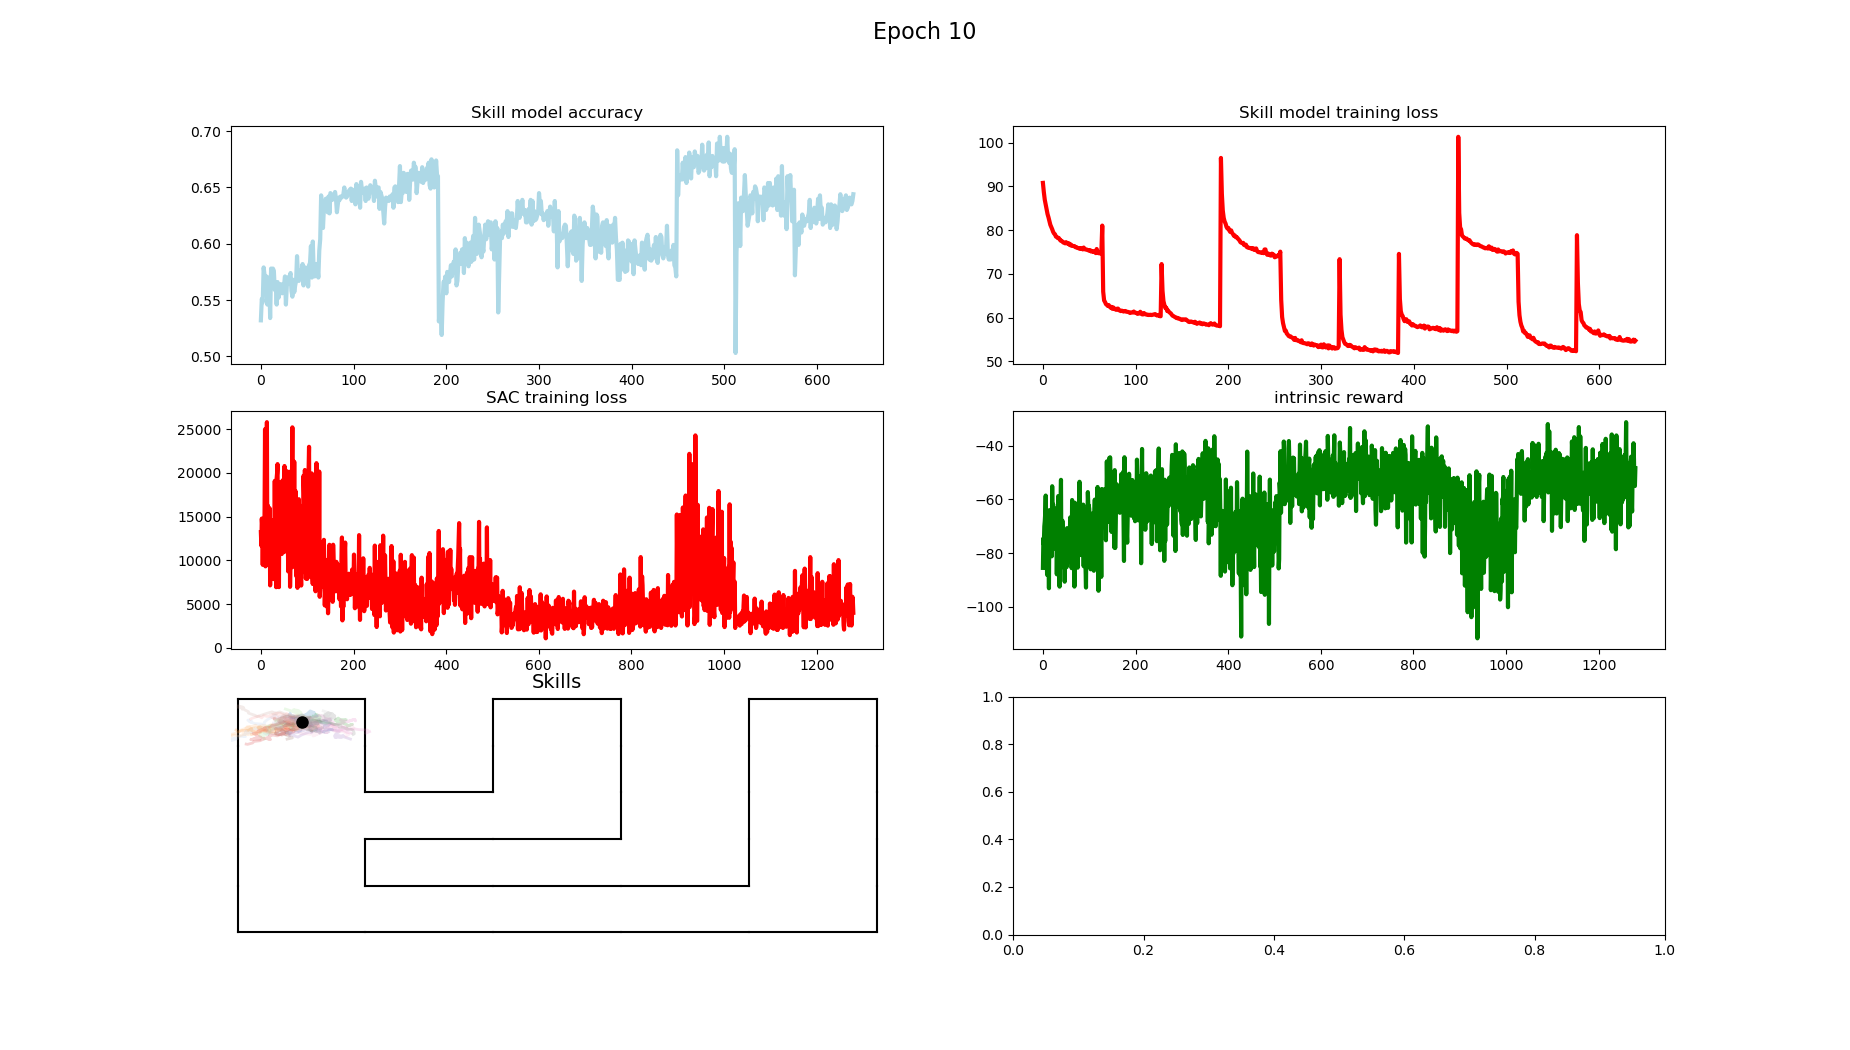 Epoch 10
Skill model accuracy
0.70
0.65
0.60
0.55
0.50
0 100 200 300 400 500 600
Skill model training loss
100
90
80
70
60
50
0 100 200 300 400 500 600
SAC training loss
25000
20000
15000
10000
5000
0
0 200 400 600 800 1000 1200
intrinsic reward
−40
−60
−80
−100
0 200 400 600 800 1000 1200
Skills
1.0
0.8
0.6
0.4
0.2
0.0
0.0 0.2 0.4 0.6 0.8 1.0